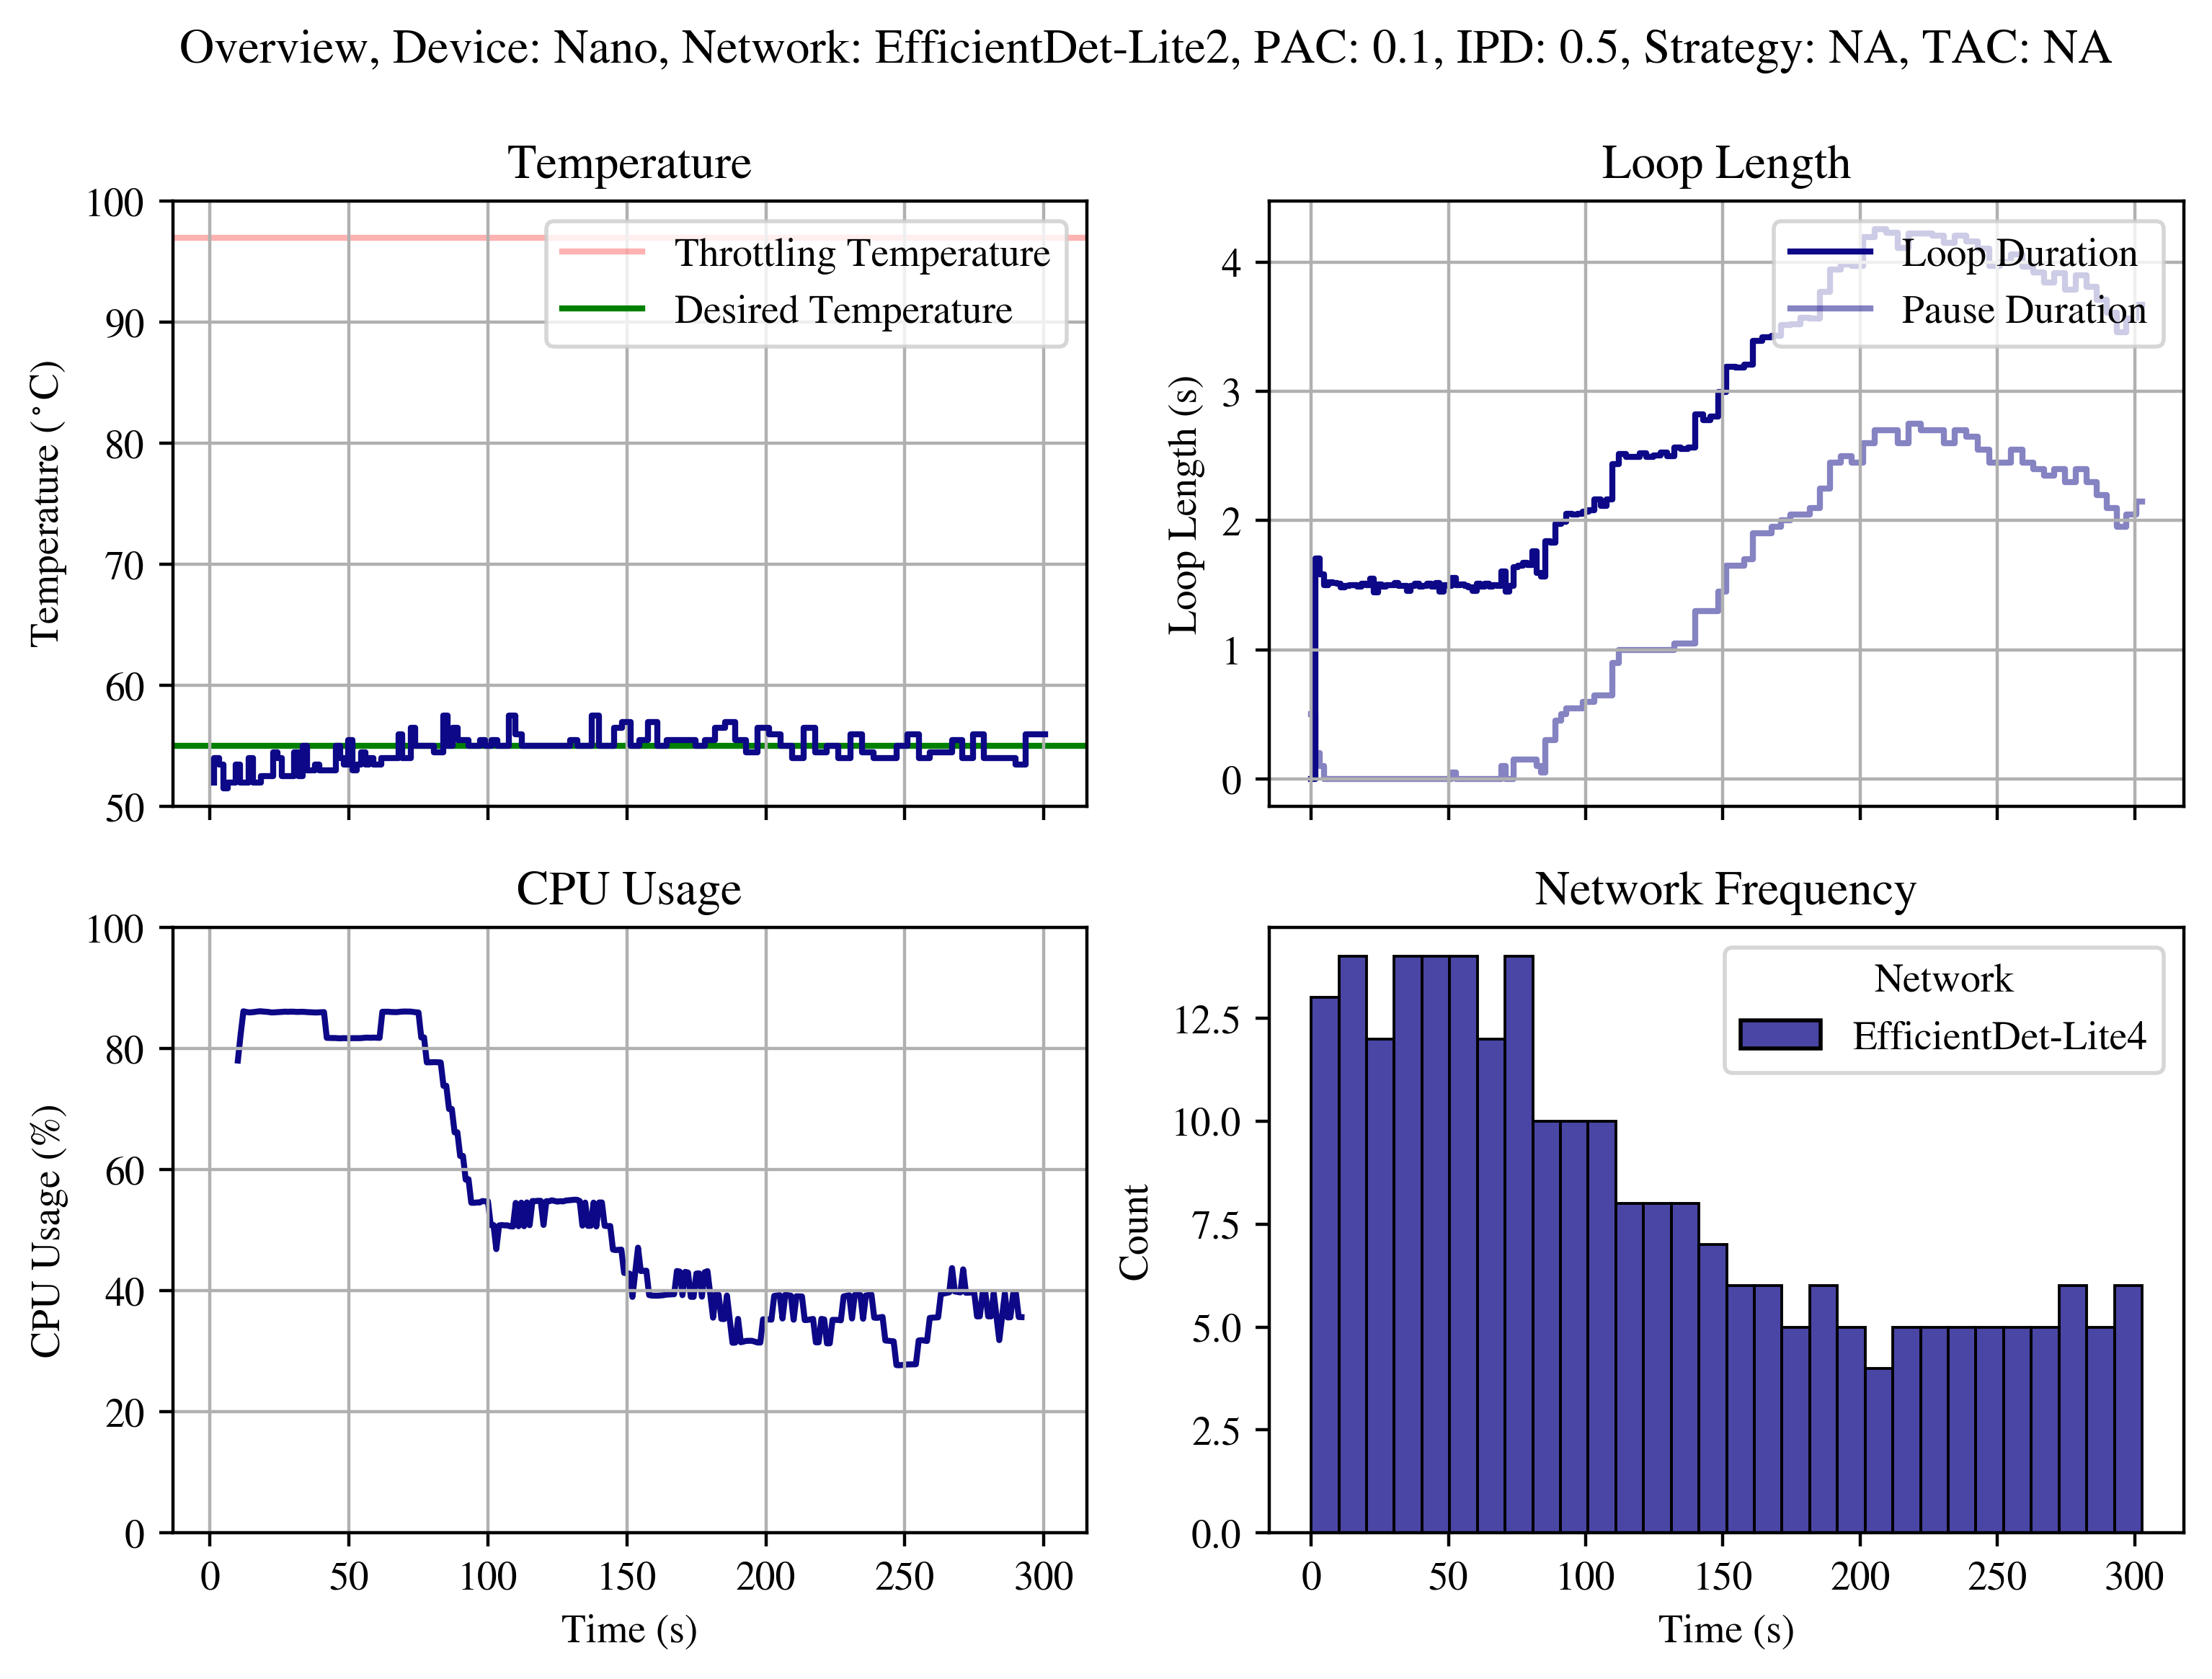 Overview, Device: Nano, Network: EfficientDet-Lite2, PAC: 0.1, IPD: 0.5, Strategy: NA, TAC: NA
Temperature
100
90
80
70
60
50
Temperature (°C)
Throttling Temperature
Desired Temperature
Loop Length
4
3
2
1
0
Loop Length (s)
Loop Duration
Pause Duration
CPU Usage
100
80
60
40
20
0
CPU Usage (%)
0 50 100 150 200 250 300
Time (s)
Network Frequency
12.5
10.0
7.5
5.0
2.5
0.0
Count
Network
EfficientDet-Lite4
0 50 100 150 200 250 300
Time (s)